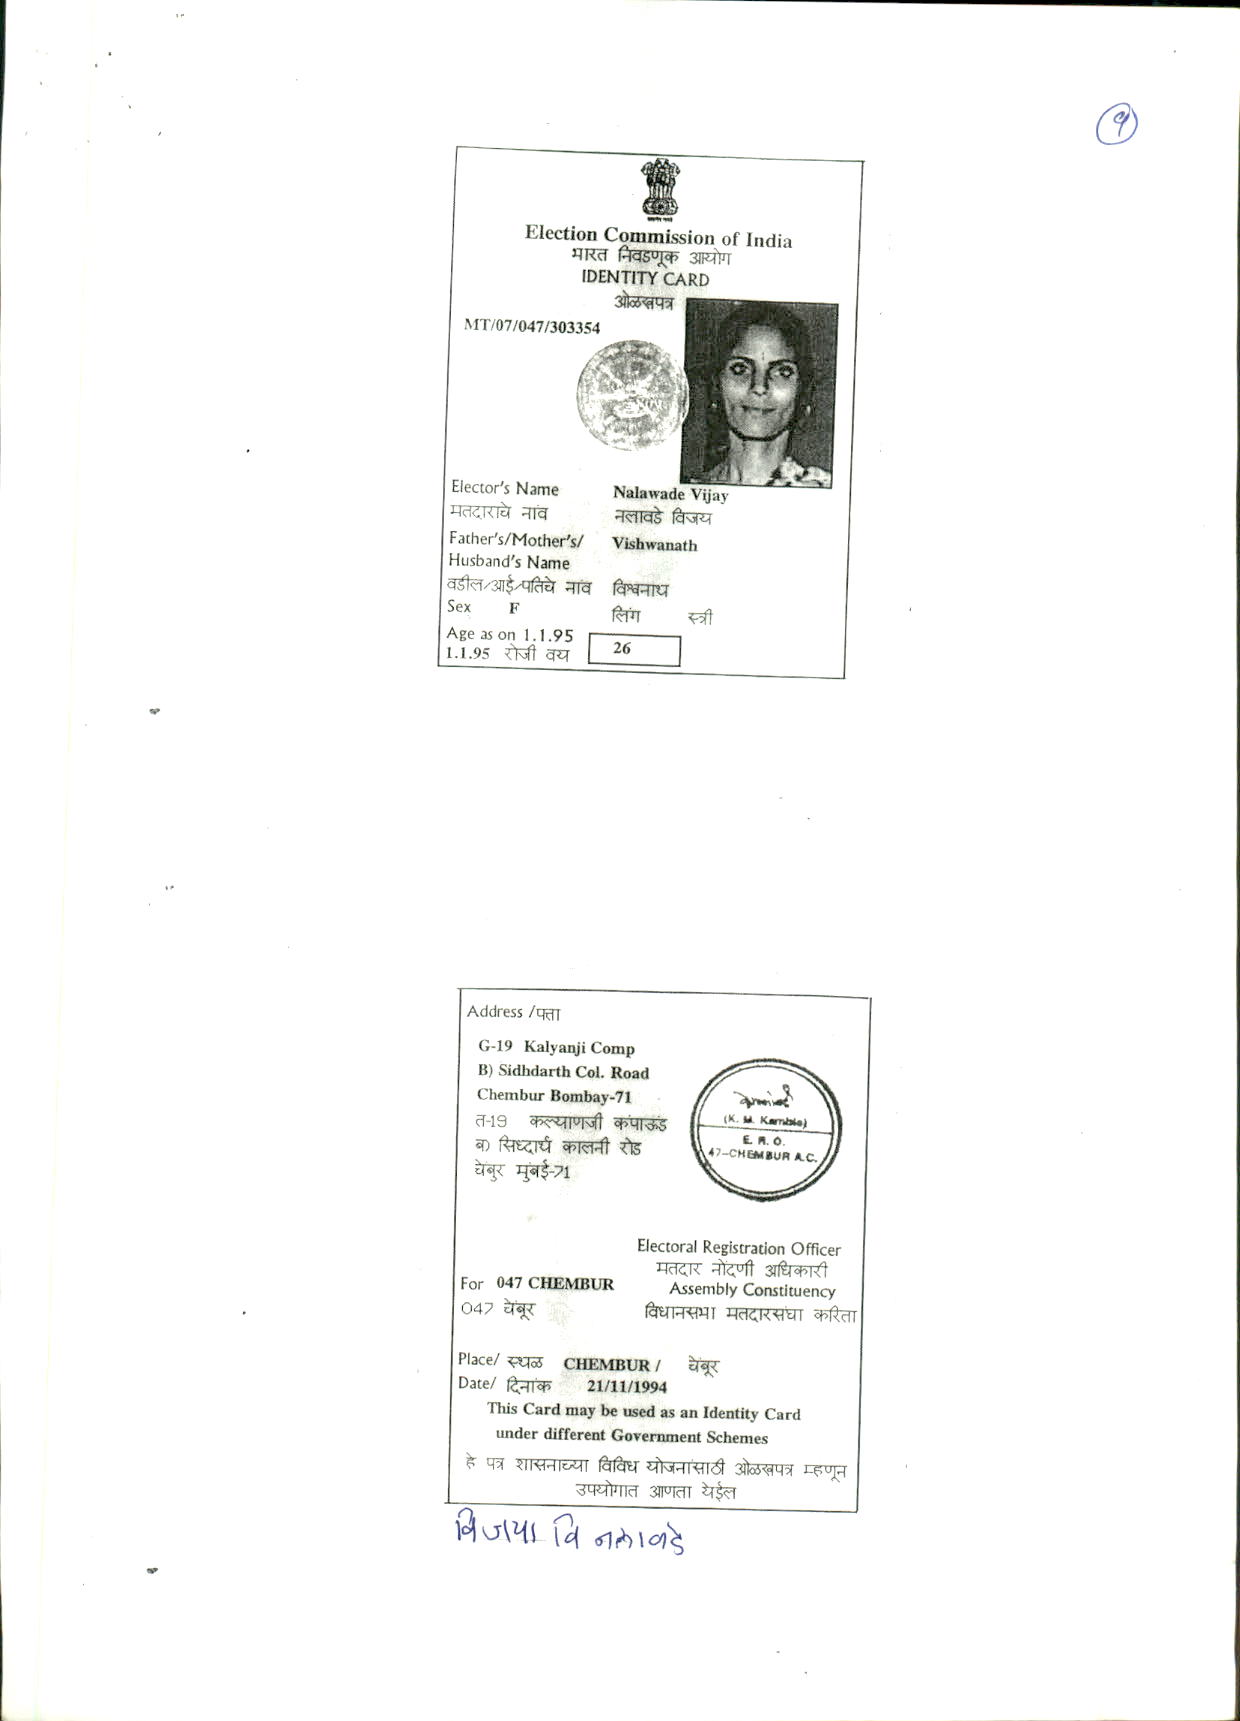 ९
Election Commission of India
भारत निवडणूक आयोग
IDENTITY CARD
ओळखपत्र
MT/07/047/303354
Elector's Name Nalawade Vijay
मतदाराचे नांव नलावडे विजय
Father's/Mother's/ Vishwanath
Husband's Name
वडील/आई/पतिचे नांव विश्वनाथ
Sex F लिंग स्त्री
Age as on 1.1.95
1.1.95 रोजी वय 26
Address /पत्ता
G-19 Kalyanji Comp
B) Sidhdarth Col. Road
Chembur Bombay-71
त-19 कल्याणजी कंपाऊंड
ब) सिध्दार्थ कालनी रोड
चेंबुर मुंबई-71
(K. M. Kamble)
E. R. O.
47-CHEMBUR A.C.
Electoral Registration Officer
मतदार नोंदणी अधिकारी
For 047 CHEMBUR Assembly Constituency
047 चेंबूर विधानसभा मतदारसंघा करिता
Place/ स्थळ CHEMBUR / चेंबूर
Date/ दिनांक 21/11/1994
This Card may be used as an Identity Card
under different Government Schemes
हे पत्र शासनाच्या विविध योजनांसाठी ओळखपत्र म्हणून
उपयोगात आणता येईल
विजया वि नलावडे